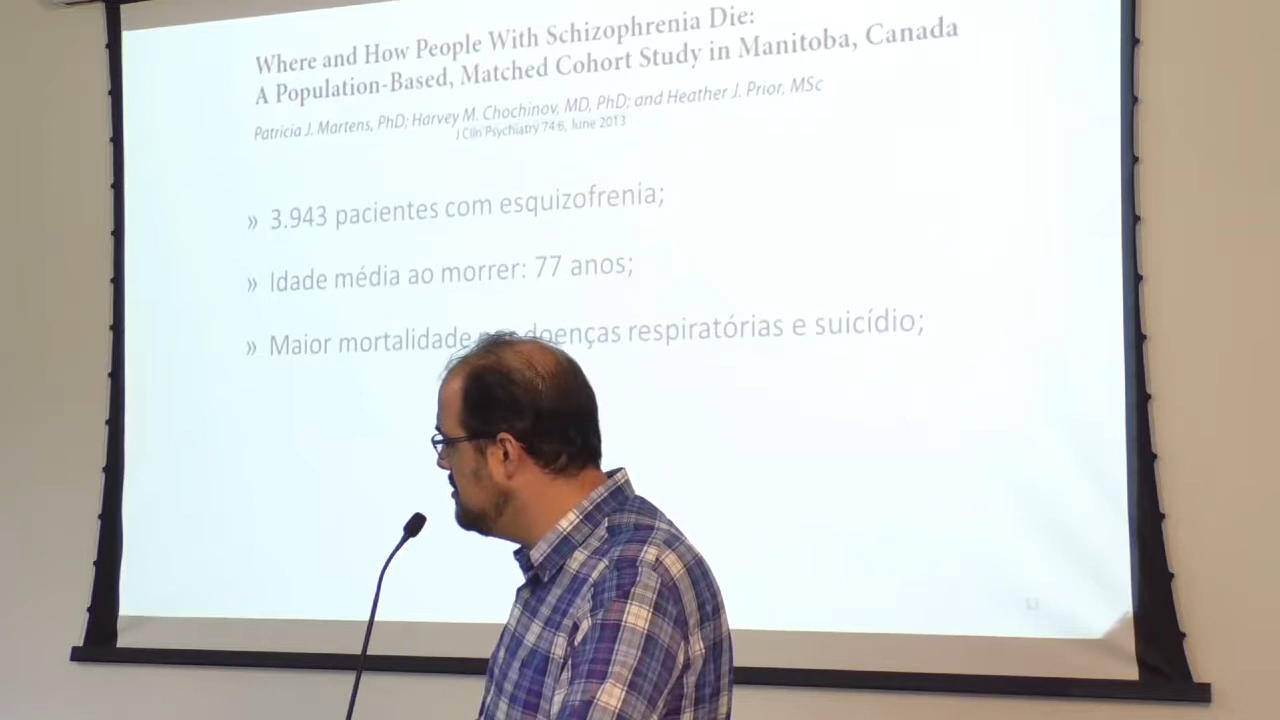 Where and How People With Schizophrenia Die:
A Population-Based, Matched Cohort Study in Manitoba, Canada
Patricia J. Martens, PhD; Harvey M. Chochinov, MD, PhD; and Heather J. Prior, MSc
J Clin Psychiatry 74:6, June 2013
» 3.943 pacientes com esquizofrenia;
» Idade média ao morrer: 77 anos;
» Maior mortalidade doenças respiratórias e suicídio;